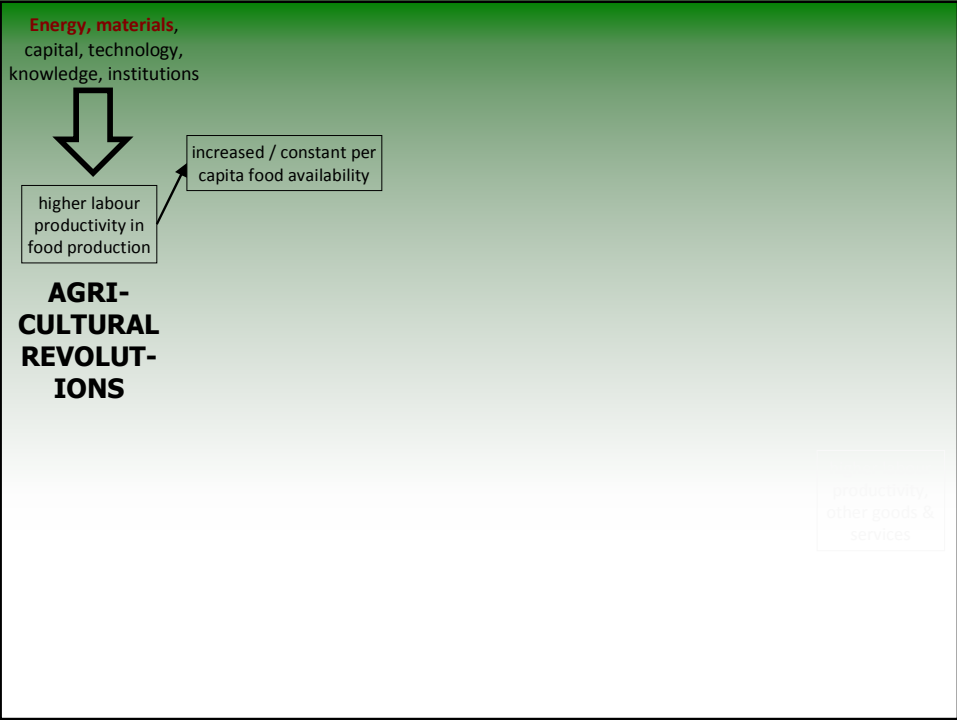 Energy, materials,
capital, technology,
knowledge, institutions
increased / constant per
capita food availability
higher labour
productivity in
food production
AGRI-
CULTURAL
REVOLUT-
IONS
productivity,
other goods &
services